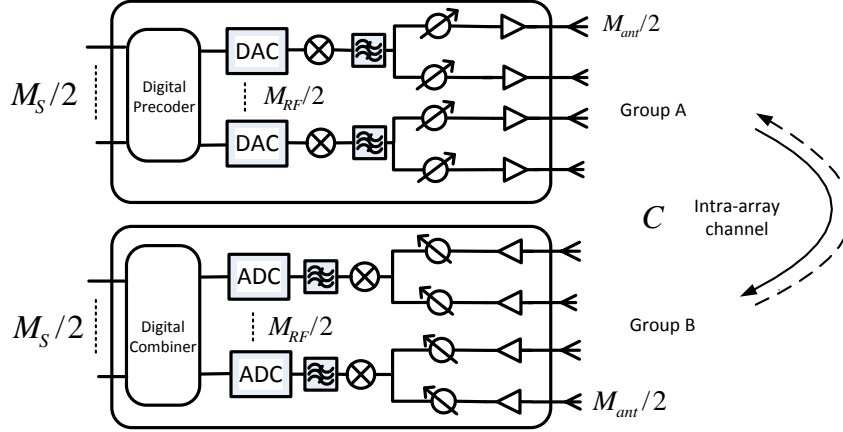 M_S/2
Digital
Precoder
DAC
M_RF/2
DAC
M_ant/2
Group A
C
Intra-array
channel
M_S/2
Digital
Combiner
ADC
M_RF/2
ADC
Group B
M_ant/2